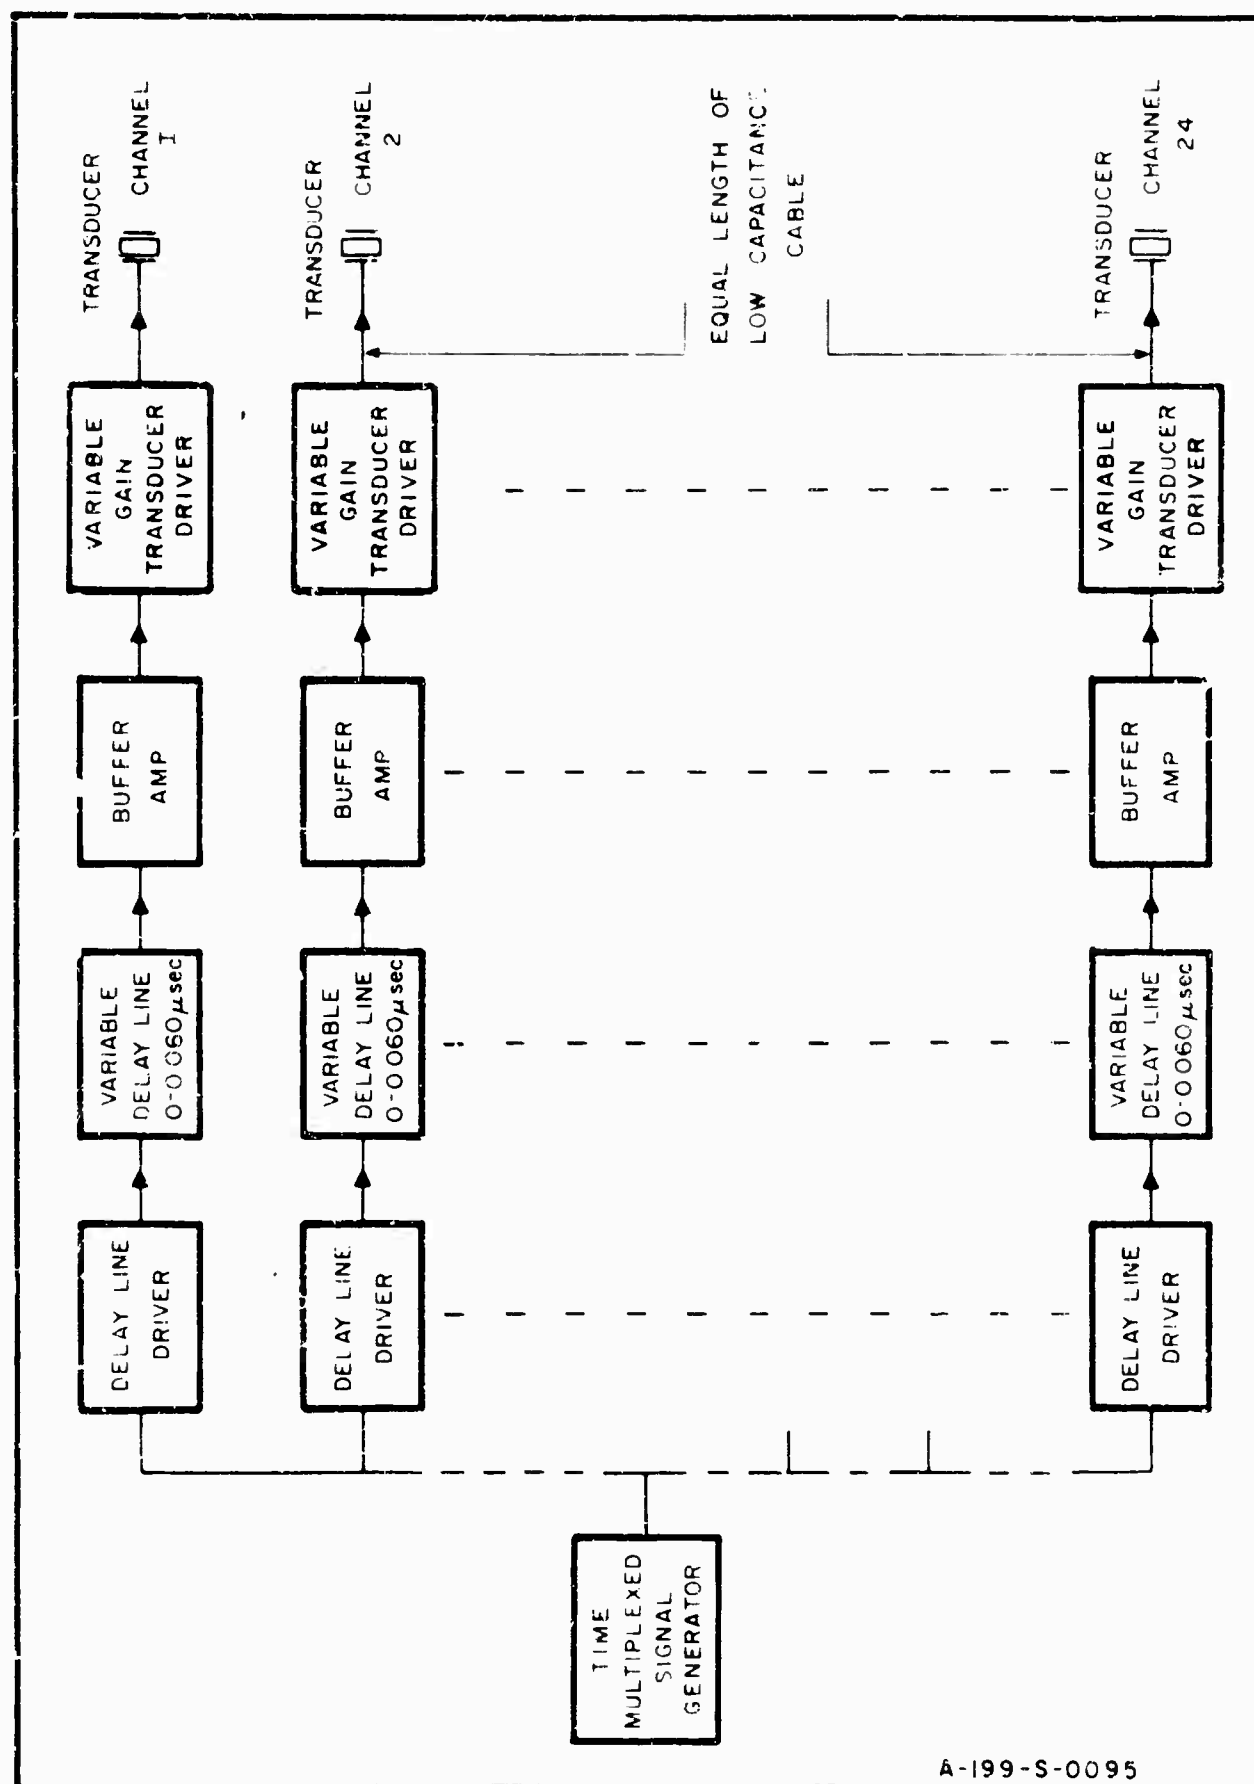 TIME
MULTIPLEXED
SIGNAL
GENERATOR
DELAY LINE
DRIVER
VARIABLE
DELAY LINE
0-0 060μsec
BUFFER
AMP
VARIABLE
GAIN
TRANSDUCER
DRIVER
TRANSDUCER
CHANNEL
I
DELAY LINE
DRIVER
VARIABLE
DELAY LINE
0-0 060μsec
BUFFER
AMP
VARIABLE
GAIN
TRANSDUCER
DRIVER
TRANSDUCER
CHANNEL
2
EQUAL LENGTH OF
LOW CAPACITANCE
CABLE
DELAY LINE
DRIVER
VARIABLE
DELAY LINE
0-0 060μsec
BUFFER
AMP
VARIABLE
GAIN
TRANSDUCER
DRIVER
TRANSDUCER
CHANNEL
24
A-199-S-0095